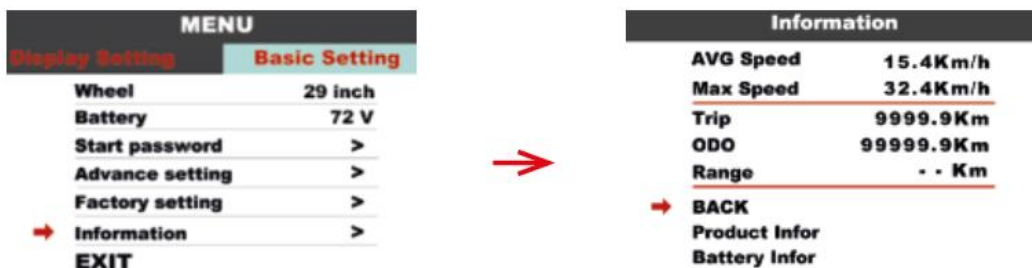 MENU
Display Setting Basic Setting
Wheel 29 inch
Battery 72 V
Start password >
Advance setting >
Factory setting >
Information >
EXIT
Information
AVG Speed 15.4Km/h
Max Speed 32.4Km/h
Trip 9999.9Km
ODO 99999.9Km
Range - - Km
BACK
Product Infor
Battery Infor